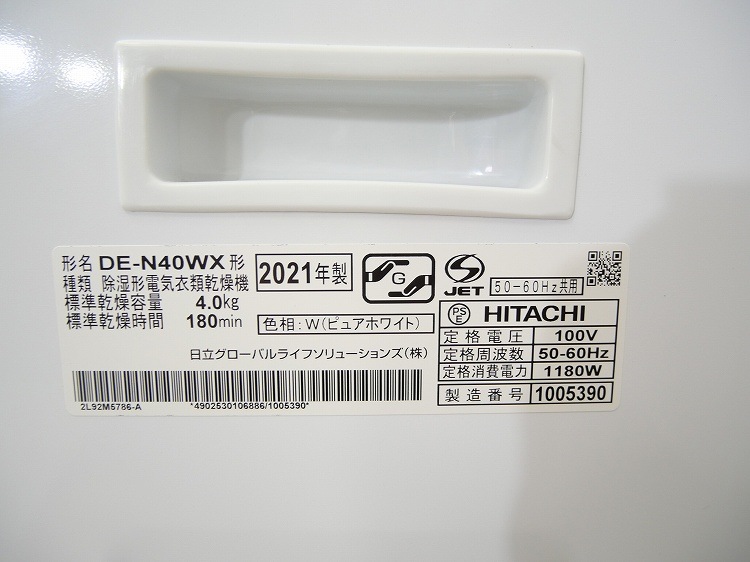 形名 DE-N40WX 形
種類 除湿形電気衣類乾燥機
標準乾燥容量 4.0kg
標準乾燥時間 180min
2021年製
G
S
JET
50-60Hz共用
色相:W(ピュアホワイト)
日立グローバルライフソリューションズ(株)
2L92M5786-A
*4902530106886/1005390*
PS
E
HITACHI
定格電圧 100V
定格周波数 50-60Hz
定格消費電力 1180W
製造番号 1005390